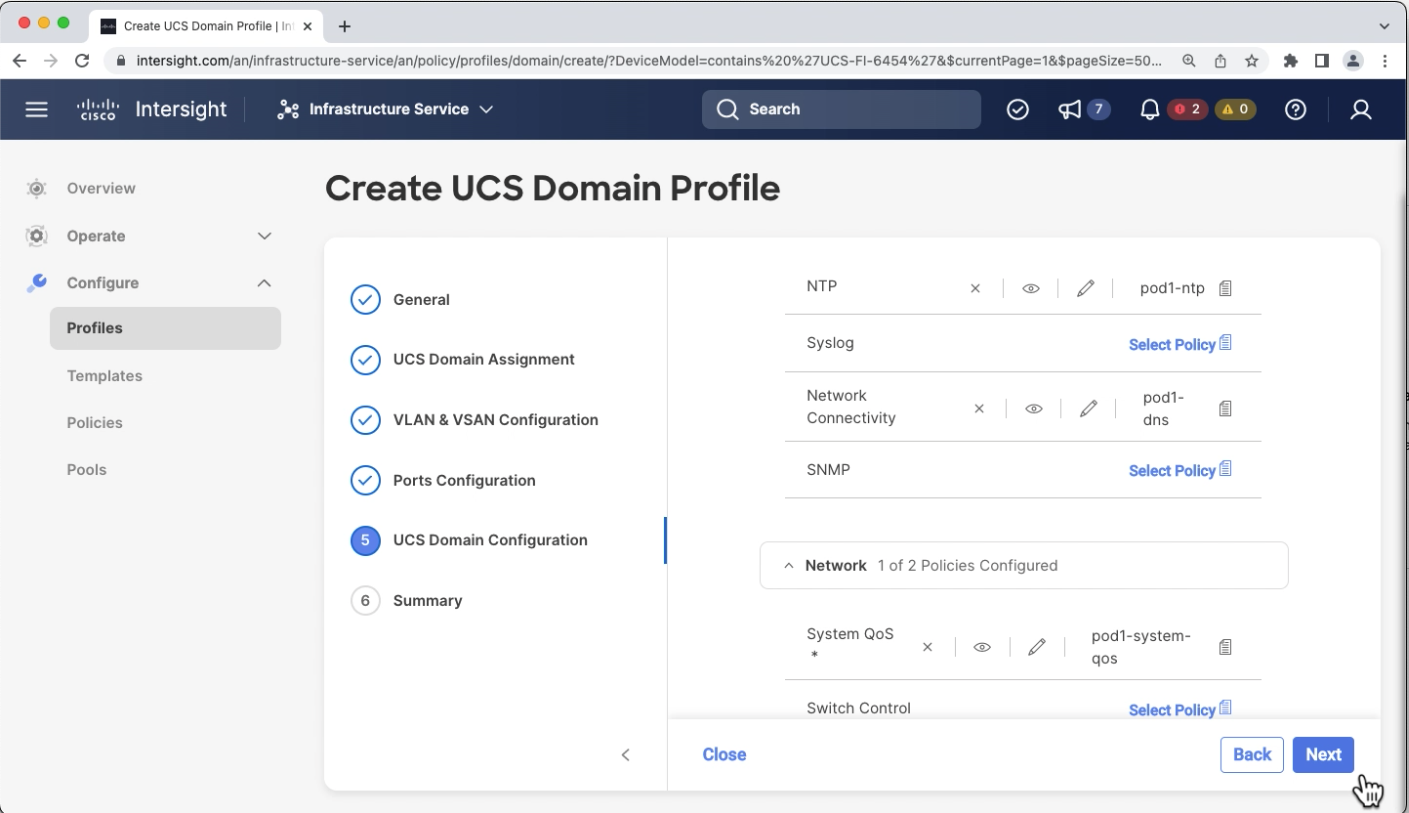 Create UCS Domain Profile | Int
intersight.com/an/infrastructure-service/an/policy/profiles/domain/create/?DeviceModel=contains%20%27UCS-FI-6454%27&$currentPage=1&$pageSize=50...
cisco Intersight Infrastructure Service Search 7 2 0
Overview
Operate
Configure
Profiles
Templates
Policies
Pools
Create UCS Domain Profile
General
UCS Domain Assignment
VLAN & VSAN Configuration
Ports Configuration
5 UCS Domain Configuration
6 Summary
NTP pod1-ntp
Syslog Select Policy
Network
Connectivity
pod1-
dns
SNMP Select Policy
Network 1 of 2 Policies Configured
System QoS
*
pod1-system-
qos
Switch Control Select Policy
Close Back Next